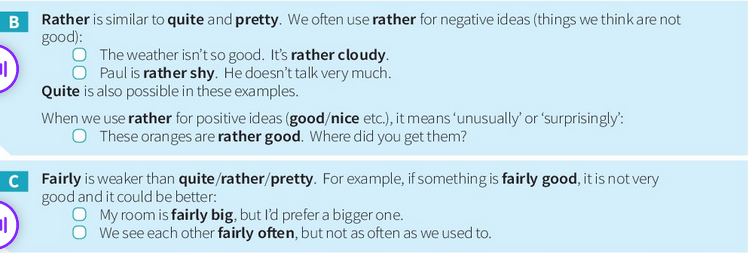 B
Rather is similar to quite and pretty. We often use rather for negative ideas (things we think are not
good):
The weather isn't so good. It's rather cloudy.
Paul is rather shy. He doesn't talk very much.
Quite is also possible in these examples.
When we use rather for positive ideas (good/nice etc.), it means ‘unusually’ or ‘surprisingly’:
These oranges are rather good. Where did you get them?
C
Fairly is weaker than quite/rather/pretty. For example, if something is fairly good, it is not very
good and it could be better:
My room is fairly big, but I'd prefer a bigger one.
We see each other fairly often, but not as often as we used to.